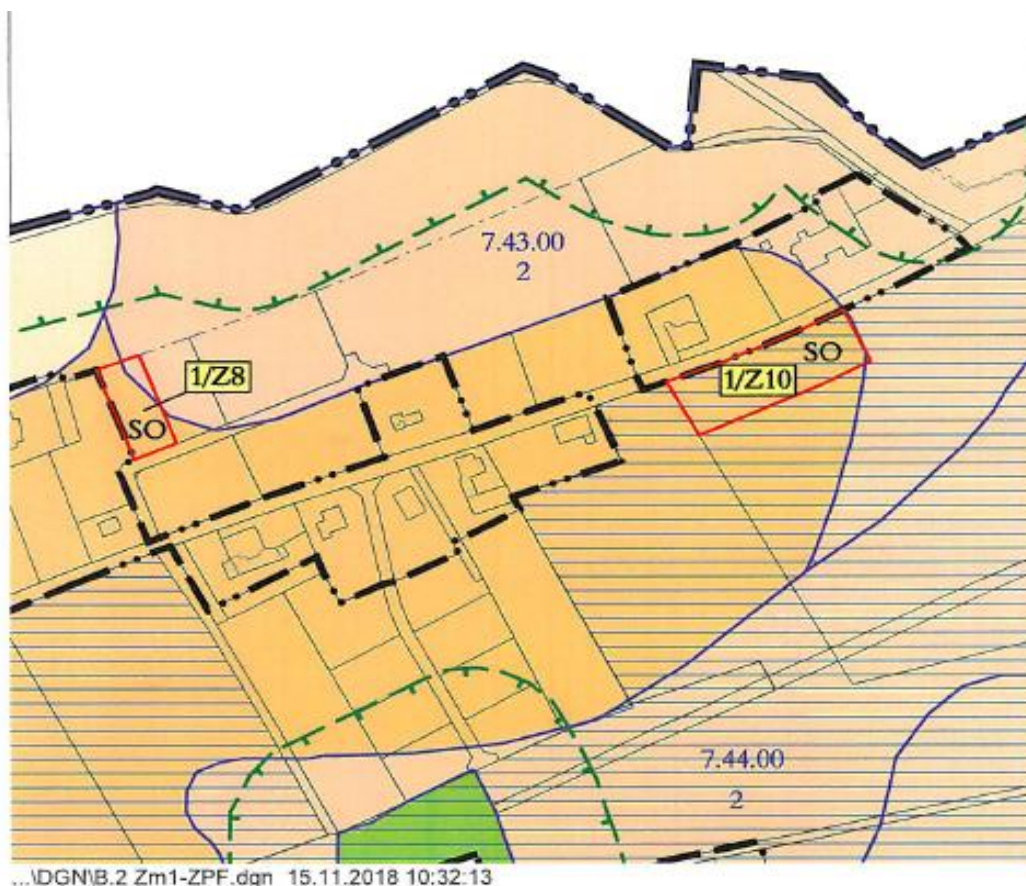 7.43.00
2
1/Z8
SO
SO
1/Z10
7.44.00
2
...\DGN\B.2 Zm1-ZPF.dgn 15.11.2018 10:32:13